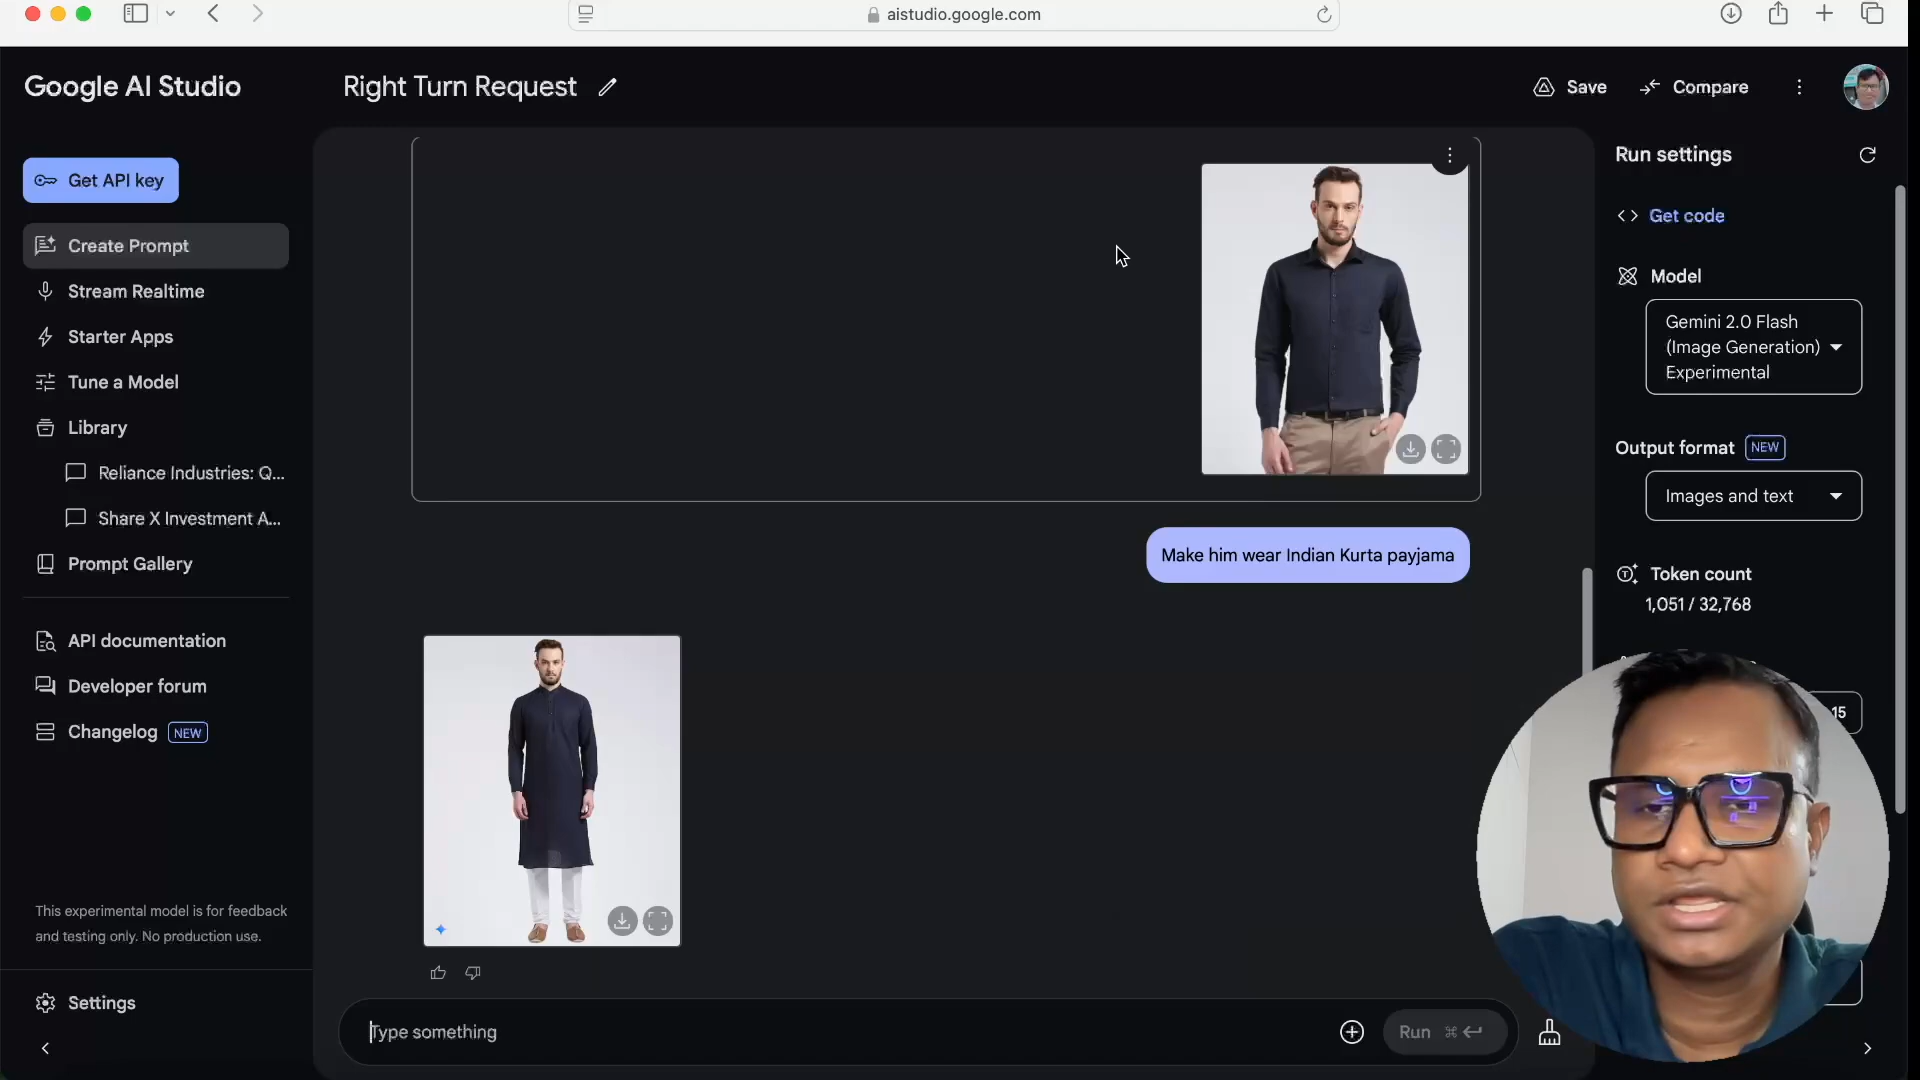 aistudio.google.com
Google AI Studio
Right Turn Request
Save
Compare
Get API key
Create Prompt
Stream Realtime
Starter Apps
Tune a Model
Library
Reliance Industries: Q...
Share X Investment A...
Prompt Gallery
API documentation
Developer forum
Changelog NEW
This experimental model is for feedback
and testing only. No production use.
Settings
Make him wear Indian Kurta payjama
Type something
Run ⌘
Run settings
Get code
Model
Gemini 2.0 Flash
(Image Generation)
Experimental
Output format NEW
Images and text
Token count
1,051 / 32,768
15